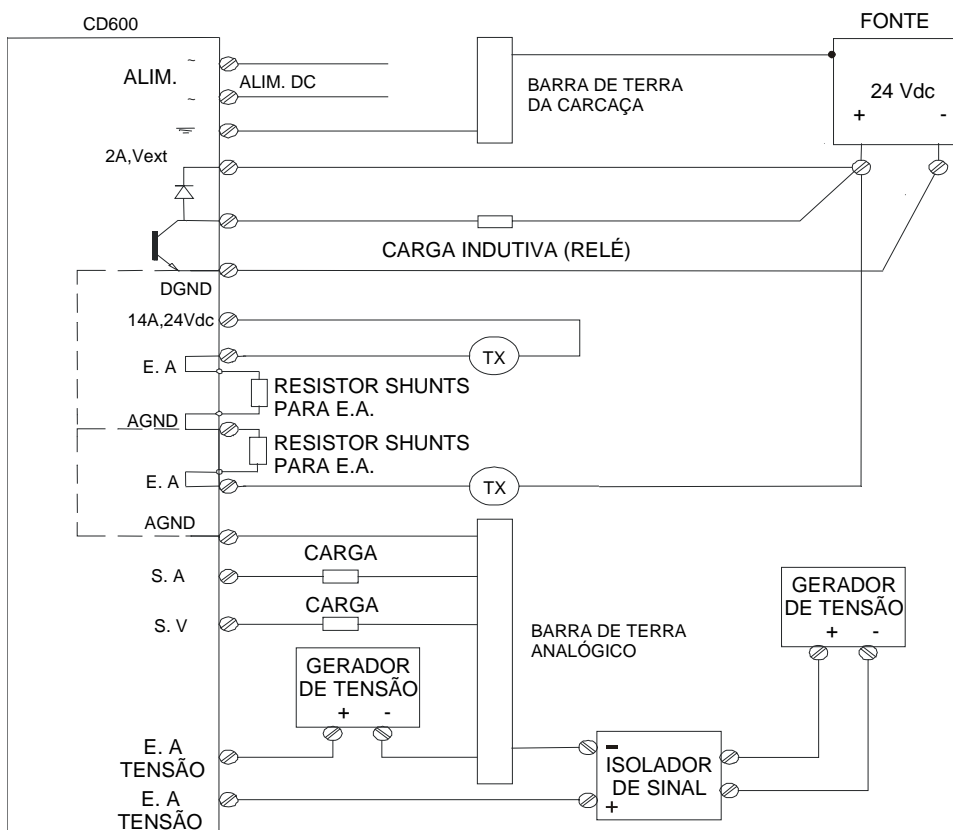 CD600
FONTE
~
ALIM.
~
ALIM. DC
BARRA DE TERRA
DA CARCAÇA
24 Vdc
+ -
2A,Vext
CARGA INDUTIVA (RELÉ)
DGND
14A,24Vdc
TX
E. A
RESISTOR SHUNTS
PARA E.A.
AGND
RESISTOR SHUNTS
PARA E.A.
E. A
TX
AGND
CARGA
S. A
CARGA
S. V
BARRA DE TERRA
ANALÓGICO
GERADOR
DE TENSÃO
+ -
GERADOR
DE TENSÃO
+ -
E. A
TENSÃO
E. A
TENSÃO
-
ISOLADOR
DE SINAL
+